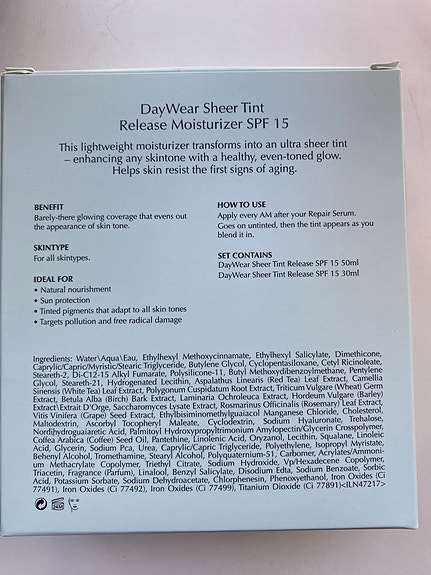 DayWear Sheer Tint
Release Moisturizer SPF 15
This lightweight moisturizer transforms into an ultra sheer tint
– enhancing any skintone with a healthy, even-toned glow.
Helps skin resist the first signs of aging.
BENEFIT
Barely-there glowing coverage that evens out
the appearance of skin tone.
SKINTYPE
For all skintypes.
IDEAL FOR
• Natural nourishment
• Sun protection
• Tinted pigments that adapt to all skin tones
• Targets pollution and free radical damage
HOW TO USE
Apply every AM after your Repair Serum.
Goes on untinted, then the tint appears as you
blend it in.
SET CONTAINS
DayWear Sheer Tint Release SPF 15 50ml
DayWear Sheer Tint Release SPF 15 30ml
Ingredients: Water\Aqua\Eau, Ethylhexyl Methoxycinnamate, Ethylhexyl Salicylate, Dimethicone,
Caprylic/Capric/Myristic/Stearic Triglyceride, Butylene Glycol, Cyclopentasiloxane, Cetyl Ricinoleate,
Steareth-2, Di-C12-15 Alkyl Fumarate, Polysilicone-11, Butyl Methoxydibenzoylmethane, Pentylene
Glycol, Steareth-21, Hydrogenated Lecithin, Aspalathus Linearis (Red Tea) Leaf Extract, Camellia
Sinensis (White Tea) Leaf Extract, Polygonum Cuspidatum Root Extract, Triticum Vulgare (Wheat) Germ
Extract, Betula Alba (Birch) Bark Extract, Laminaria Ochroleuca Extract, Hordeum Vulgare (Barley)
Extract\Extrait D'Orge, Saccharomyces Lysate Extract, Rosmarinus Officinalis (Rosemary) Leaf Extract,
Vitis Vinifera (Grape) Seed Extract, Ethylbisiminomethylguaiacol Manganese Chloride, Cholesterol,
Maltodextrin, Ascorbyl Tocopheryl Maleate, Cyclodextrin, Sodium Hyaluronate, Trehalose,
Nordihydroguaiaretic Acid, Palmitoyl Hydroxypropyltrimonium Amylopectin/Glycerin Crosspolymer,
Coffea Arabica (Coffee) Seed Oil, Pantethine, Linolenic Acid, Oryzanol, Lecithin, Squalane, Linoleic
Acid, Glycerin, Sodium Pca, Urea, Caprylic/Capric Triglyceride, Polyethylene, Isopropyl Myristate,
Behenyl Alcohol, Tromethamine, Stearyl Alcohol, Polyquaternium-51, Carbomer, Acrylates/Ammoni-
um Methacrylate Copolymer, Triethyl Citrate, Sodium Hydroxide, Vp/Hexadecene Copolymer,
Triacetin, Fragrance (Parfum), Linalool, Benzyl Salicylate, Disodium Edta, Sodium Benzoate, Sorbic
Acid, Potassium Sorbate, Sodium Dehydroacetate, Chlorphenesin, Phenoxyethanol, Iron Oxides (Ci
77491), Iron Oxides (Ci 77492), Iron Oxides (Ci 77499), Titanium Dioxide (Ci 77891)<ILN47217>
24M